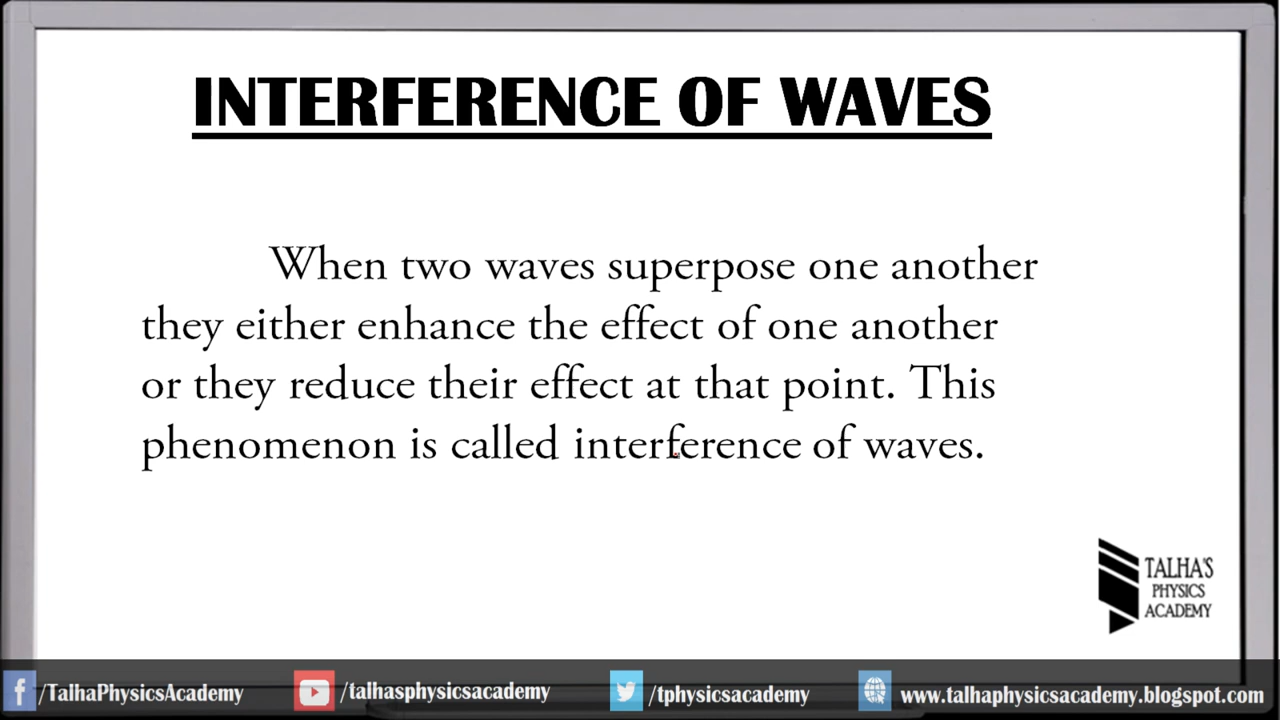 INTERFERENCE OF WAVES
When two waves superpose one another
they either enhance the effect of one another
or they reduce their effect at that point. This
phenomenon is called interference of waves.
TALHA'S
PHYSICS
ACADEMY
/TalhaPhysicsAcademy
/talhasphysicsacademy
/tphysicsacademy
www.talhaphysicsacademy.blogspot.com